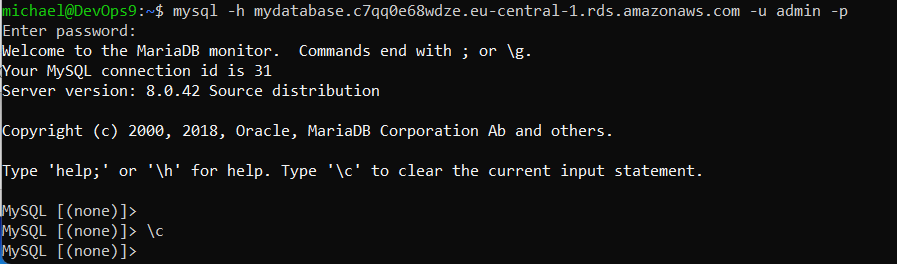 michael@DevOps9:~$ mysql -h mydatabase.c7qq0e68wdze.eu-central-1.rds.amazonaws.com -u admin -p
Enter password:
Welcome to the MariaDB monitor.  Commands end with ; or \g.
Your MySQL connection id is 31
Server version: 8.0.42 Source distribution

Copyright (c) 2000, 2018, Oracle, MariaDB Corporation Ab and others.

Type 'help;' or '\h' for help. Type '\c' to clear the current input statement.

MySQL [(none)]>
MySQL [(none)]> \c
MySQL [(none)]>